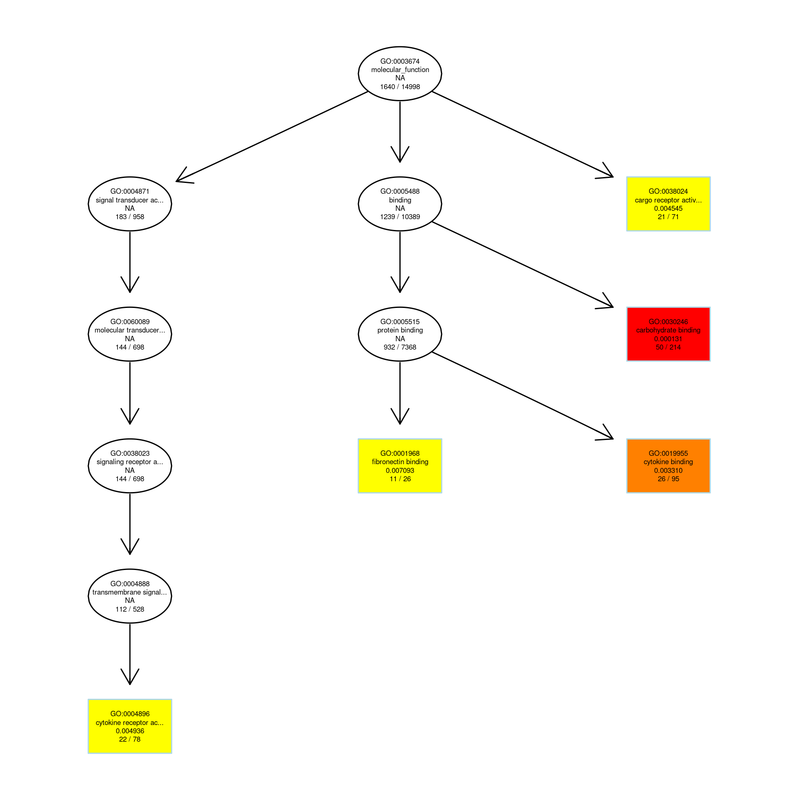 GO:0003674
molecular_function
NA
1640 / 14998
GO:0004871
signal transducer ac...
NA
183 / 958
GO:0005488
binding
NA
1239 / 10389
GO:0038024
cargo receptor activ...
0.004545
21 / 71
GO:0060089
molecular transducer...
NA
144 / 698
GO:0005515
protein binding
NA
932 / 7368
GO:0030246
carbohydrate binding
0.000131
50 / 214
GO:0038023
signaling receptor a...
NA
144 / 698
GO:0001968
fibronectin binding
0.007093
11 / 26
GO:0019955
cytokine binding
0.003310
26 / 95
GO:0004888
transmembrane signal...
NA
112 / 528
GO:0004896
cytokine receptor ac...
0.004936
22 / 78